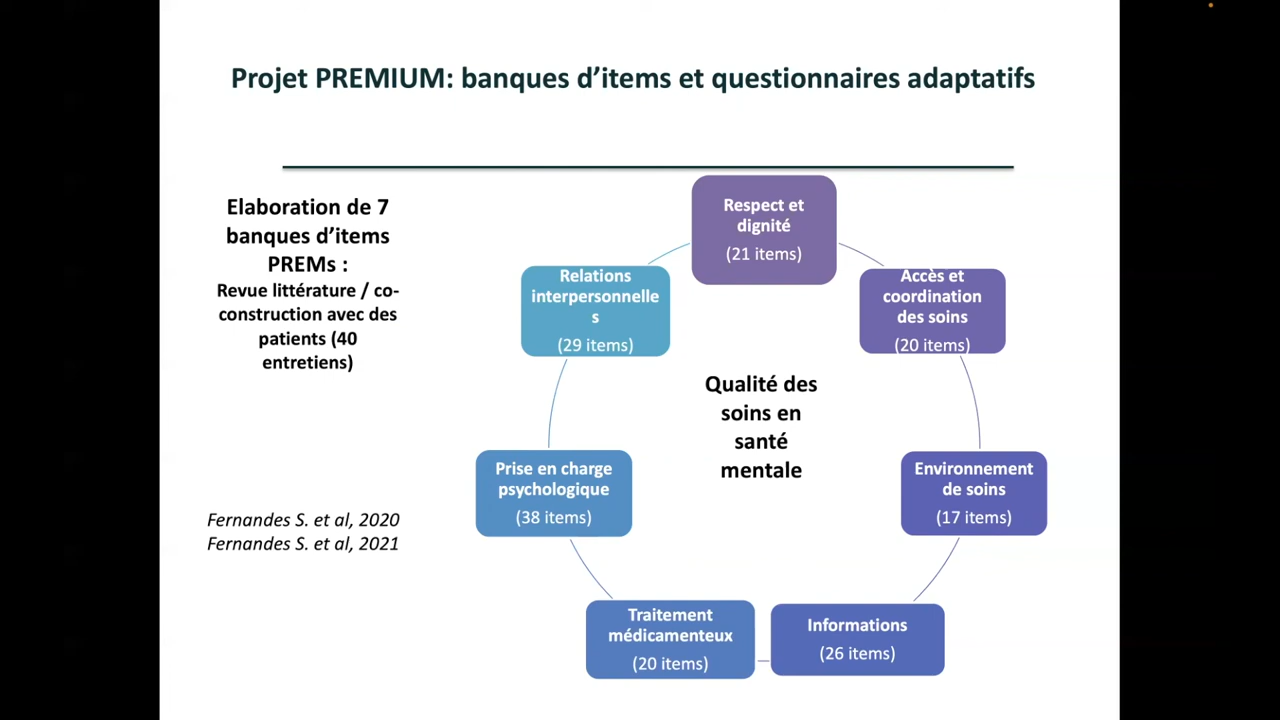 Projet PREMIUM: banques d’items et questionnaires adaptatifs
Elaboration de 7
banques d’items
PREMs :
Revue littérature / co-
construction avec des
patients (40
entretiens)
Fernandes S. et al, 2020
Fernandes S. et al, 2021
Respect et
dignité
(21 items)
Accès et
coordination
des soins
(20 items)
Environnement
de soins
(17 items)
Informations
(26 items)
Traitement
médicamenteux
(20 items)
Prise en charge
psychologique
(38 items)
Relations
interpersonnelle
s
(29 items)
Qualité des
soins en
santé
mentale